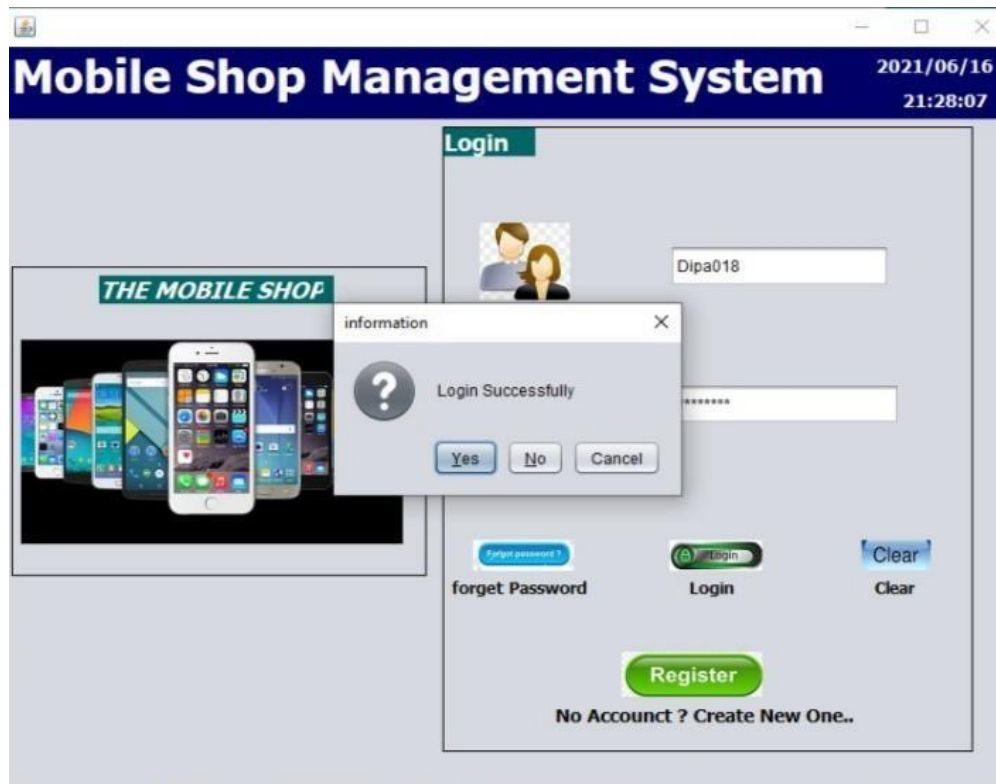 Mobile Shop Management System
2021/06/16
21:28:07
Login
Dipa018
THE MOBILE SHOP
information
Login Successfully
Yes No Cancel
*******
Forget password ?
Login
Clear
forget Password
Login
Clear
Register
No Accounct ? Create New One..